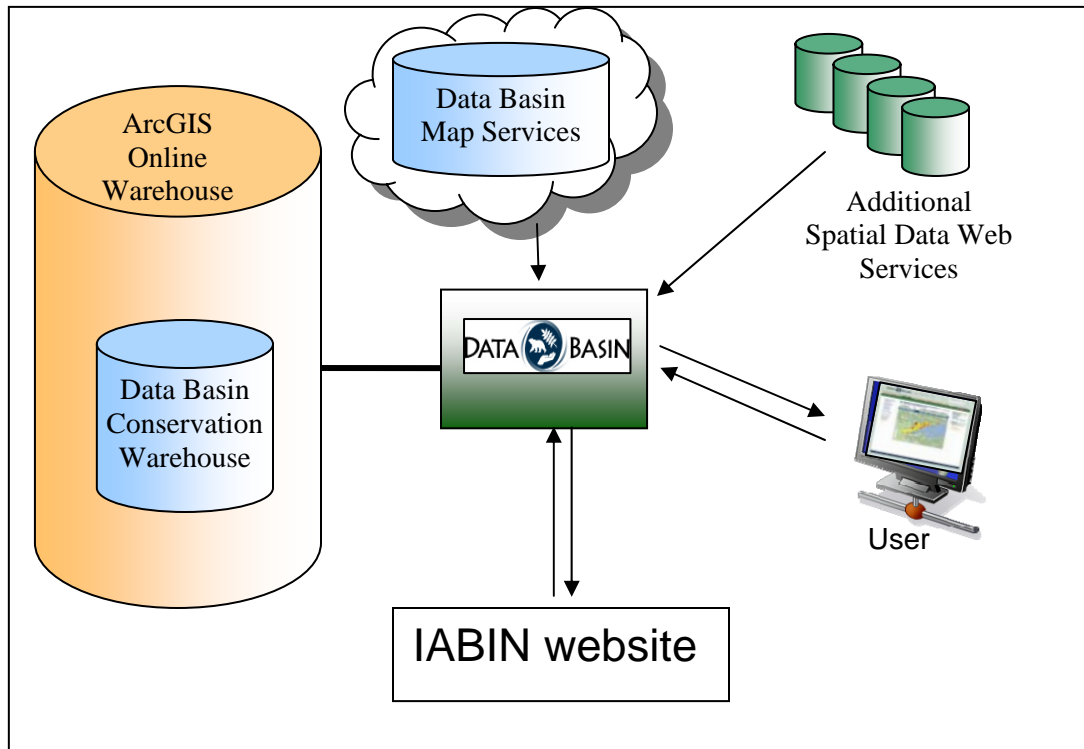 ArcGIS
Online
Warehouse
Data Basin
Conservation
Warehouse
Data Basin
Map Services
Additional
Spatial Data Web
Services
DATA BASIN
User
IABIN website